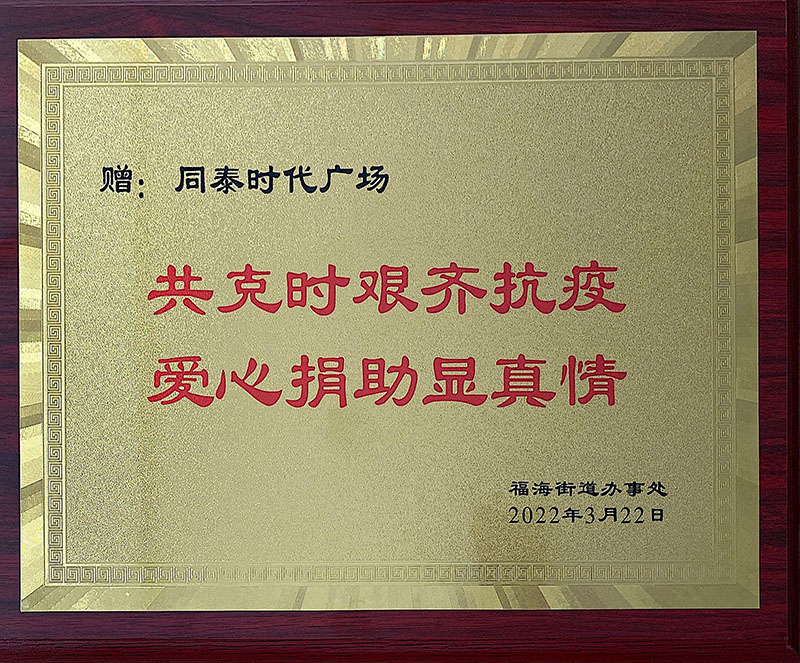 赠：同泰时代广场
共克时艰齐抗疫
爱心捐助显真情
福海街道办事处
2022年3月22日